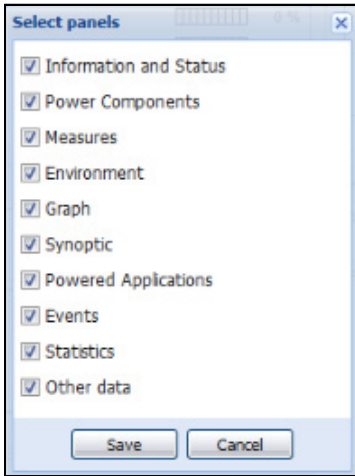 Select panels
Information and Status
Power Components
Measures
Environment
Graph
Synoptic
Powered Applications
Events
Statistics
Other data
Save Cancel